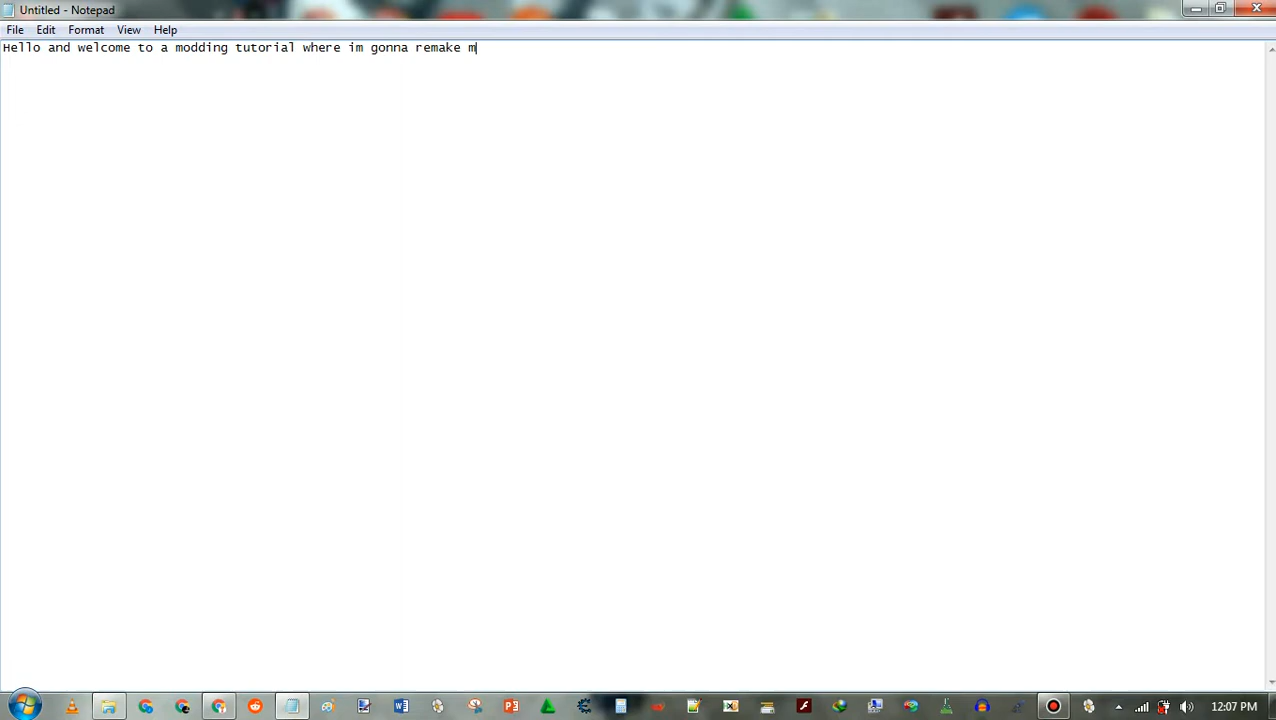 Untitled - Notepad
File Edit Format View Help
Hello and welcome to a modding tutorial where im gonna remake m
12:07 PM